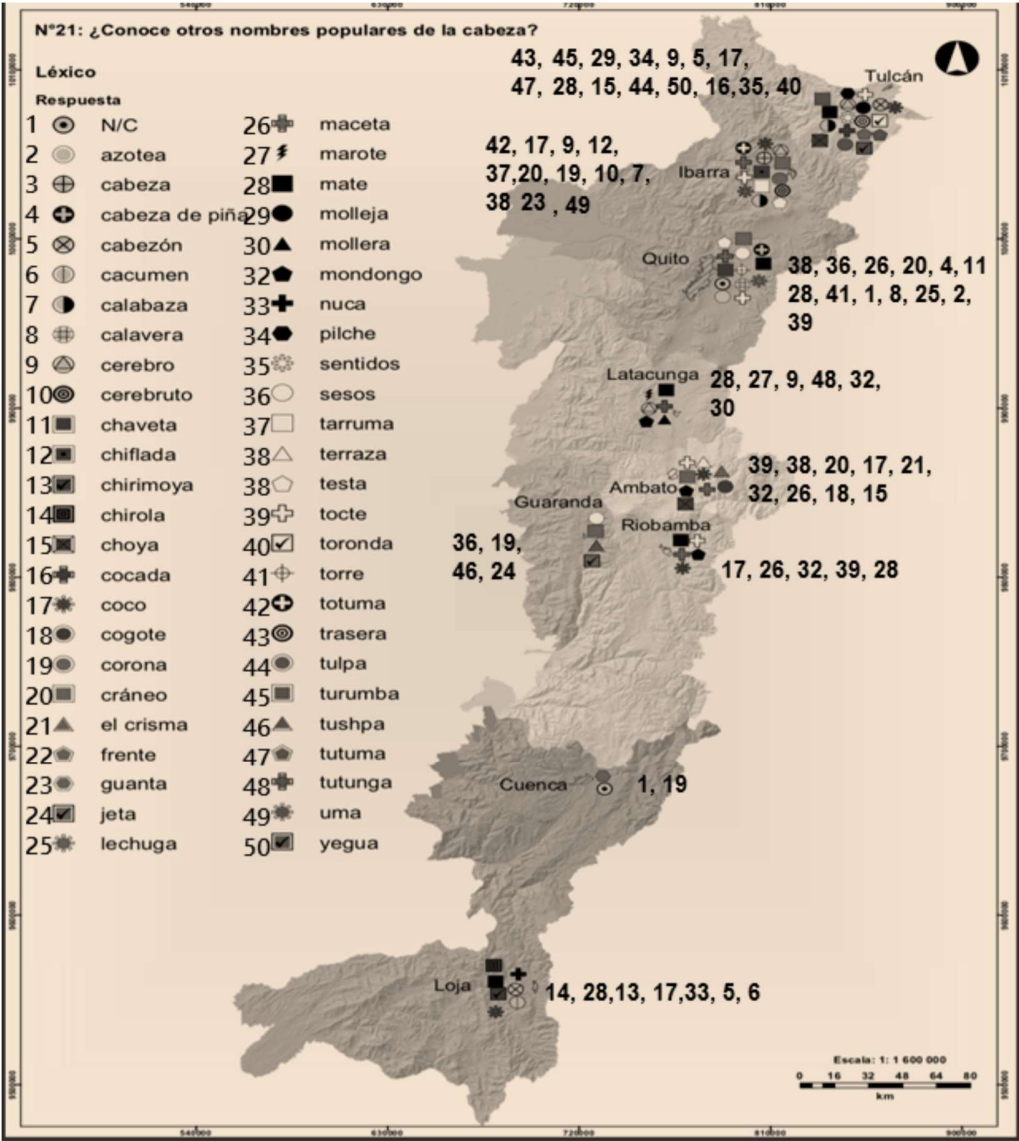 N°21: ¿Conoce otros nombres populares de la cabeza?
Léxico
Respuesta
1 N/C
2 azotea
3 cabeza
4 cabeza de piña
5 cabezón
6 cacumen
7 calabaza
8 calavera
9 cerebro
10 cerebruto
11 chaveta
12 chiflada
13 chirimoya
14 chirola
15 choya
16 cocada
17 coco
18 cogote
19 corona
20 cráneo
21 el crisma
22 frente
23 guanta
24 jeta
25 lechuga
26 maceta
27 marote
28 mate
29 molleja
30 mollera
32 mondongo
33 nuca
34 pilche
35 sentidos
36 sesos
37 tarruma
38 terraza
38 testa
39 tocte
40 toronda
41 torre
42 totuma
43 trasera
44 tulpa
45 turumba
46 tushpa
47 tutuma
48 tutunga
49 uma
50 yegua
43, 45, 29, 34, 9, 5, 17,
47, 28, 15, 44, 50, 16,35, 40
Tulcán
42, 17, 9, 12,
37,20, 19, 10, 7,
38 23 , 49
Ibarra
Quito
38, 36, 26, 20, 4, 11
28, 41, 1, 8, 25, 2,
39
Latacunga
28, 27, 9, 48, 32,
30
Ambato
39, 38, 20, 17, 21,
32, 26, 18, 15
Guaranda
36, 19,
46, 24
Riobamba
17, 26, 32, 39, 28
Cuenca
1, 19
Loja
14, 28,13, 17,33, 5, 6
Escala: 1: 1 600 000
0 16 32 48 64 80
km
540000 630000 720000 810000 900000